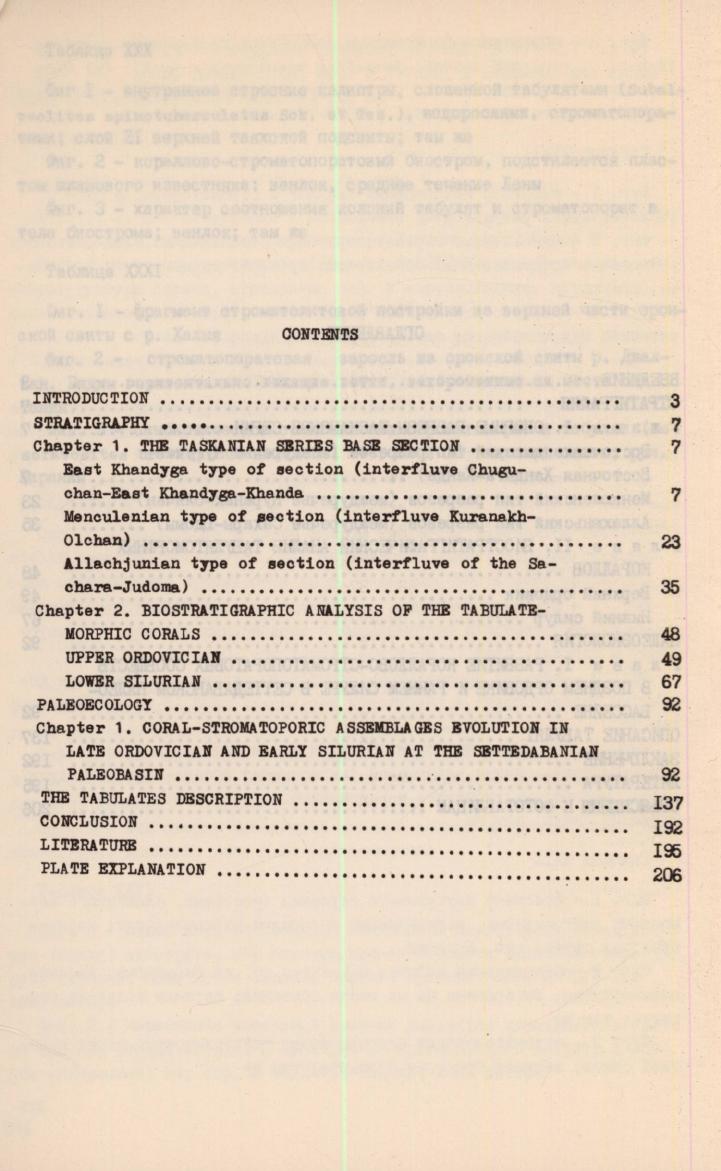 CONTENTS
INTRODUCTION ................................................ 3
STRATIGRAPHY ................................................ 7
Chapter 1. THE TASKANIAN SERIES BASE SECTION ................ 7
East Khandyga type of section (interfluve Chugu-
chan-East Khandyga-Khanda ................................ 7
Menculenian type of section (interfluve Kuranakh-
Olchan) .................................................. 23
Allachjunian type of section (interfluve of the Sa-
chara-Judoma) ............................................ 35
Chapter 2. BIOSTRATIGRAPHIC ANALYSIS OF THE TABULATE-
MORPHIC CORALS ........................................... 48
UPPER ORDOVICIAN ......................................... 49
LOWER SILURIAN ........................................... 67
PALEOECOLOGY ................................................ 92
Chapter 1. CORAL-STROMATOPORIC ASSEMBLAGES EVOLUTION IN
LATE ORDOVICIAN AND EARLY SILURIAN AT THE SETTEDABANIAN
PALEOBASIN ............................................... 92
THE TABULATES DESCRIPTION ................................... I37
CONCLUSION .................................................. I92
LITERATURE .................................................. I95
PLATE EXPLANATION ........................................... 206